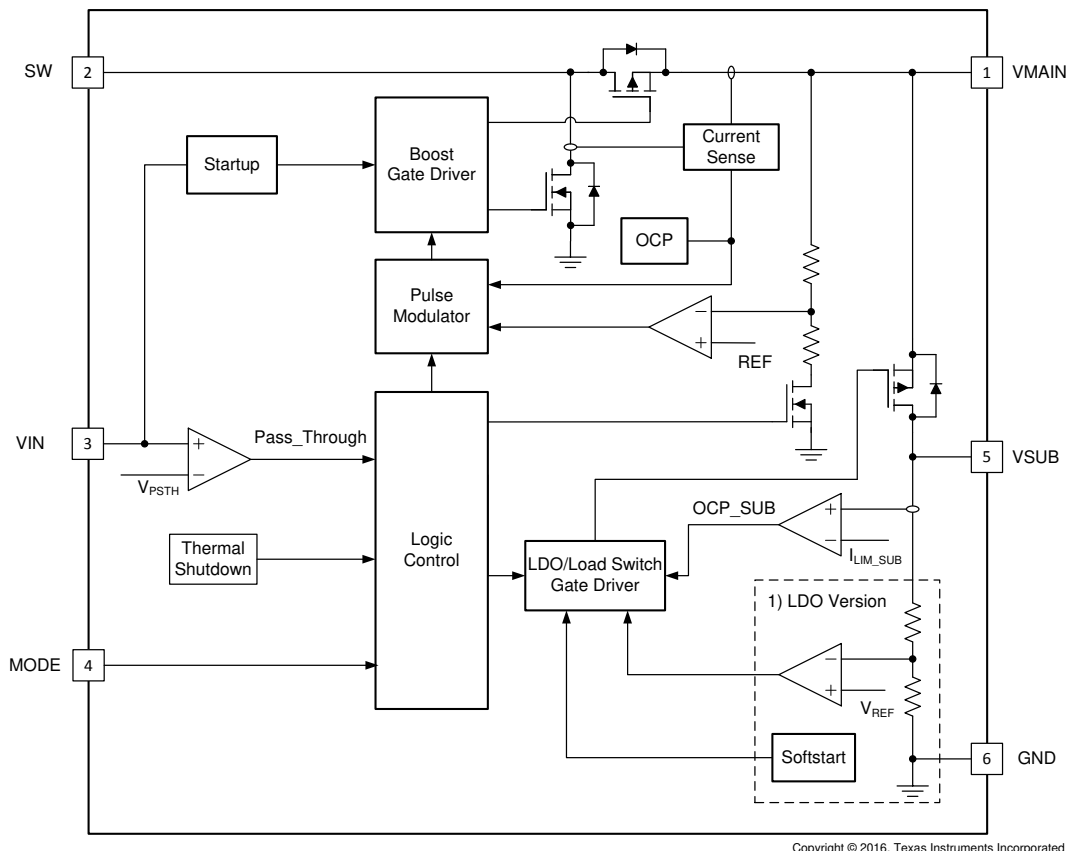 SW
2
1
VMAIN
Startup
Boost
Gate Driver
Current
Sense
OCP
Pulse
Modulator
REF
VIN
3
Pass_Through
VPSTH
5
VSUB
OCP_SUB
ILIM_SUB
Thermal
Shutdown
Logic
Control
LDO/Load Switch
Gate Driver
1) LDO Version
MODE
4
VREF
Softstart
6
GND
Copyright © 2016, Texas Instruments Incorporated